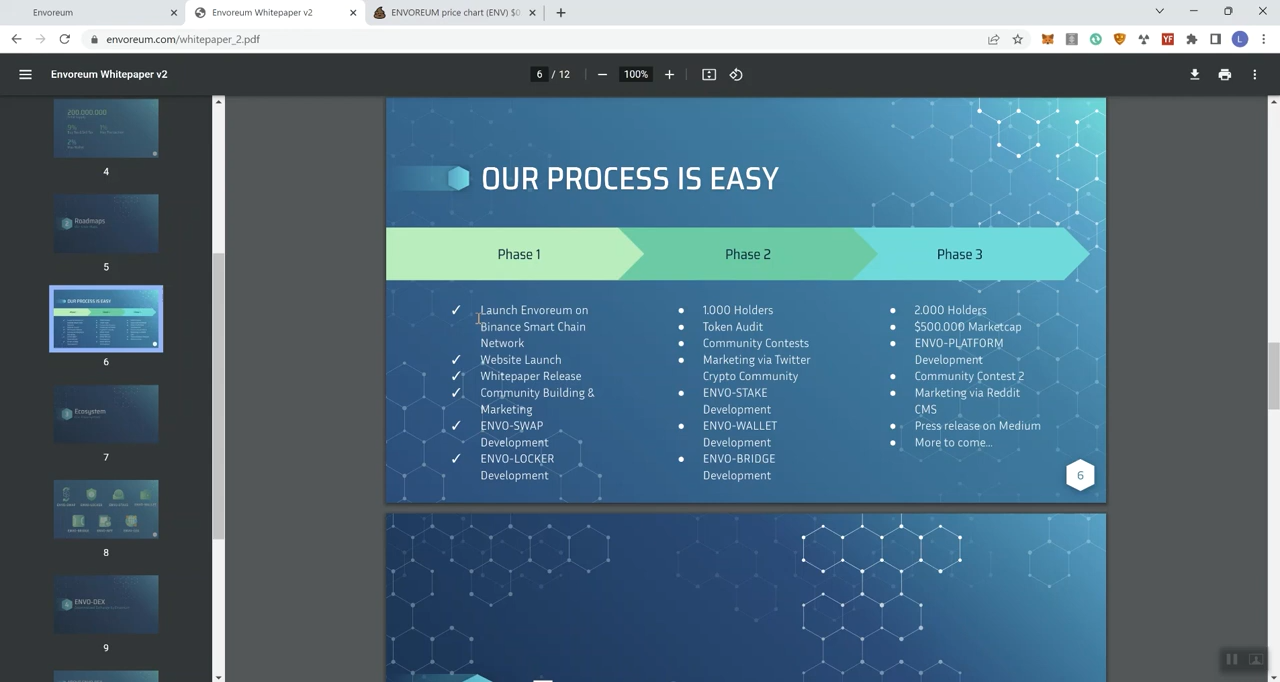 Envoreum
Envoreum Whitepaper v2
ENVOREUM price chart (ENV) $0
envoreum.com/whitepaper_2.pdf
YF
L
Envoreum Whitepaper v2
6 / 12
100%
200.000.000
2%
4
Roadmaps
5
OUR PROCESS IS EASY
6
Ecosystem
7
8
ENVO-DEX
9
OUR PROCESS IS EASY
Phase 1
Phase 2
Phase 3
✓ Launch Envoreum on
Binance Smart Chain
Network
✓ Website Launch
✓ Whitepaper Release
✓ Community Building &
Marketing
✓ ENVO-SWAP
Development
✓ ENVO-LOCKER
Development
● 1.000 Holders
● Token Audit
● Community Contests
● Marketing via Twitter
Crypto Community
● ENVO-STAKE
Development
● ENVO-WALLET
Development
● ENVO-BRIDGE
Development
● 2.000 Holders
● $500.000 Marketcap
● ENVO-PLATFORM
Development
● Community Contest 2
● Marketing via Reddit
CMS
● Press release on Medium
● More to come...
6